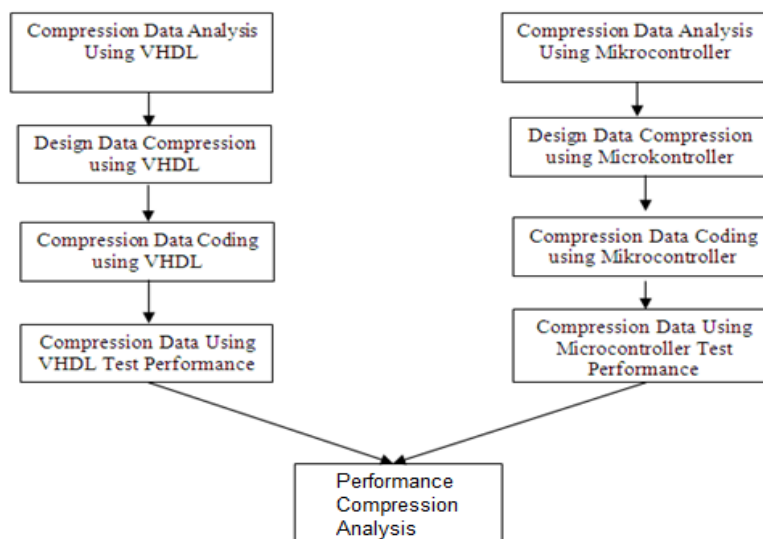 Compression Data Analysis
Using VHDL
Design Data Compression
using VHDL
Compression Data Coding
using VHDL
Compression Data Using
VHDL Test Performance
Compression Data Analysis
Using Mikrocontroller
Design Data Compression
using Microkontroller
Compression Data Coding
using Mikrocontroller
Compression Data Using
Microcontroller Test
Performance
Performance
Compression
Analysis